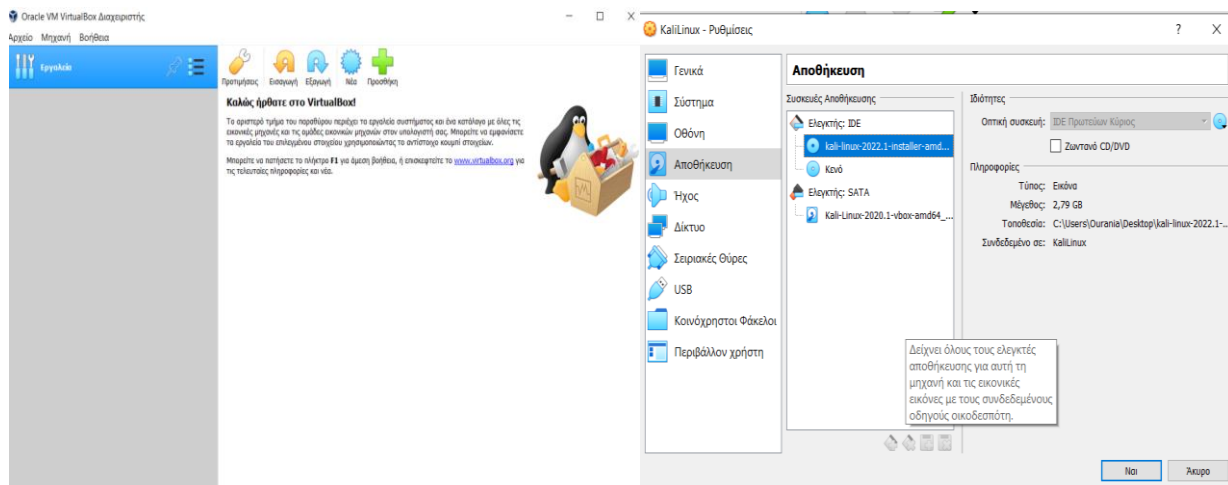 Oracle VM VirtualBox Διαχειριστής
Αρχείο Μηχανή Βοήθεια
Εργαλεία
Προτιμήσεις Εισαγωγή Εξαγωγή Νέα Προσθήκη
Καλώς ήρθατε στο VirtualBox!
Το αριστερό τμήμα του παραθύρου περιέχει τα εργαλεία συστήματος και ένα κατάλογο με όλες τις
εικονικές μηχανές και τις ομάδες εικονικών μηχανών στον υπολογιστή σας. Μπορείτε να εμφανίσετε
τα εργαλεία του επιλεγμένου στοιχείου χρησιμοποιώντας το αντίστοιχο κουμπί στοιχείων.
Μπορείτε να πατήσετε το πλήκτρο F1 για άμεση βοήθεια, ή επισκεφτείτε το www.virtualbox.org για
τις τελευταίες πληροφορίες και νέα.
KaliLinux - Ρυθμίσεις
Γενικά
Σύστημα
Οθόνη
Αποθήκευση
Ήχος
Δίκτυο
Σειριακές Θύρες
USB
Κοινόχρηστοι Φάκελοι
Περιβάλλον χρήστη
Αποθήκευση
Συσκευές Αποθήκευσης
Ελεγκτής: IDE
kali-linux-2022.1-installer-amd...
Κενό
Ελεγκτής: SATA
Kali-Linux-2020.1-vbox-amd64_...
Ιδιότητες
Οπτική συσκευή: IDE Πρωτεύων Κύριος
Ζωντανό CD/DVD
Πληροφορίες
Τύπος: Εικόνα
Μέγεθος: 2,79 GB
Τοποθεσία: C:\Users\Ourania\Desktop\kali-linux-2022.1-...
Συνδεδεμένο σε: KaliLinux
Δείχνει όλους τους ελεγκτές
αποθήκευσης για αυτή τη
μηχανή και τις εικονικές
εικόνες με τους συνδεδεμένους
οδηγούς οικοδεσπότη.
Ναι Άκυρο